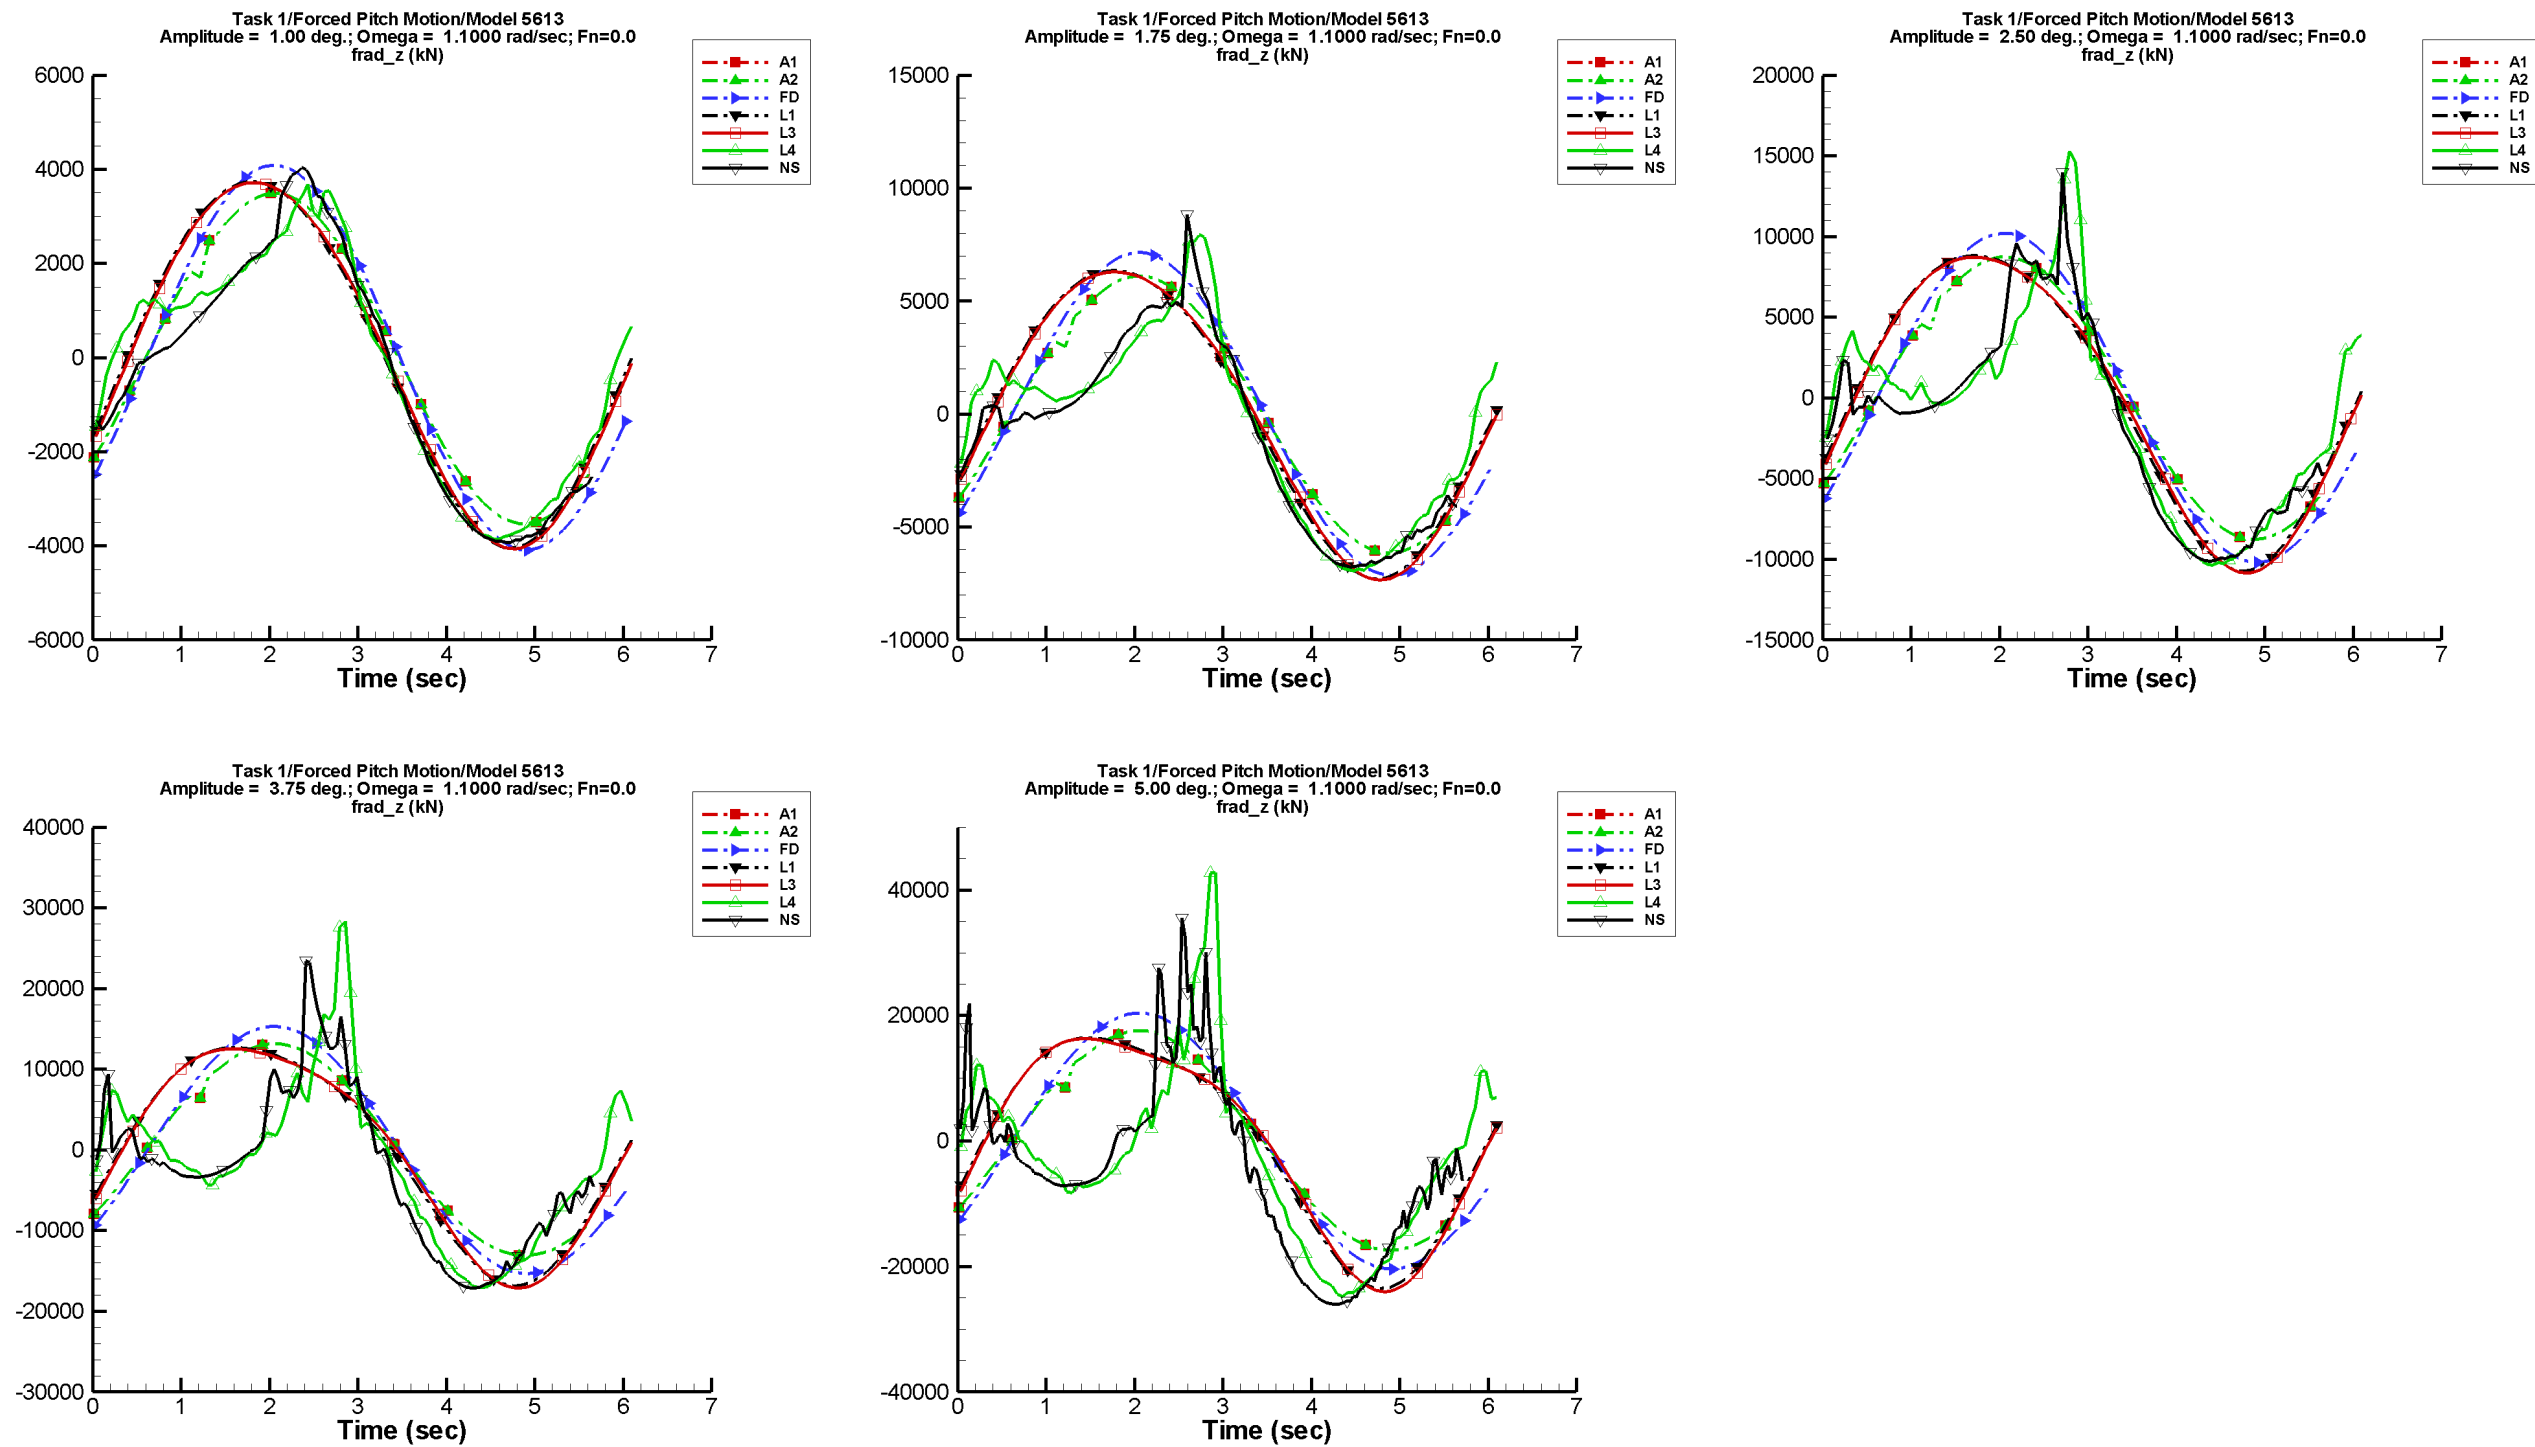 Task 1/Forced Pitch Motion/Model 5613
Amplitude = 1.00 deg.; Omega = 1.1000 rad/sec; Fn=0.0
frad_z (kN)
A1
A2
FD
L1
L3
L4
NS
6000
4000
2000
0
-2000
-4000
-6000
0 1 2 3 4 5 6 7
Time (sec)
Task 1/Forced Pitch Motion/Model 5613
Amplitude = 1.75 deg.; Omega = 1.1000 rad/sec; Fn=0.0
frad_z (kN)
A1
A2
FD
L1
L3
L4
NS
15000
10000
5000
0
-5000
-10000
0 1 2 3 4 5 6 7
Time (sec)
Task 1/Forced Pitch Motion/Model 5613
Amplitude = 2.50 deg.; Omega = 1.1000 rad/sec; Fn=0.0
frad_z (kN)
A1
A2
FD
L1
L3
L4
NS
20000
15000
10000
5000
0
-5000
-10000
-15000
0 1 2 3 4 5 6 7
Time (sec)
Task 1/Forced Pitch Motion/Model 5613
Amplitude = 3.75 deg.; Omega = 1.1000 rad/sec; Fn=0.0
frad_z (kN)
A1
A2
FD
L1
L3
L4
NS
40000
30000
20000
10000
0
-10000
-20000
-30000
0 1 2 3 4 5 6 7
Time (sec)
Task 1/Forced Pitch Motion/Model 5613
Amplitude = 5.00 deg.; Omega = 1.1000 rad/sec; Fn=0.0
frad_z (kN)
A1
A2
FD
L1
L3
L4
NS
40000
20000
0
-20000
-40000
0 1 2 3 4 5 6 7
Time (sec)